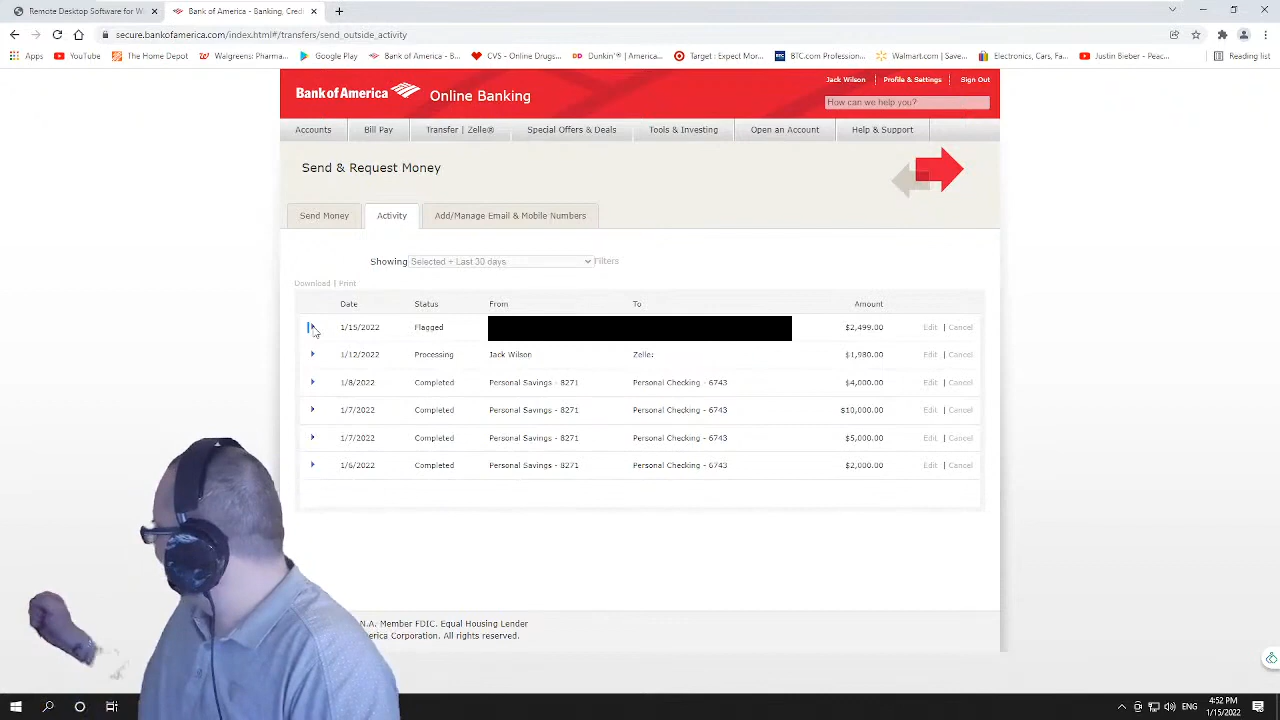 Remote Desktop Software for W
Bank of America | Online Banking | Cred
secure.bankofamerica.com/index.html#/transfers/send_outside_activity
Apps YouTube The Home Depot Walgreens: Pharmac... Google Play Bank of America - B... CVS - Online Drugs... Dunkin'® | America... Target : Expect Mor... BTC.com Profession... Walmart.com | Save... Electronics, Cars, Fa... Justin Bieber - Peac... Reading list
Jack Wilson Profile & Settings Sign Out
Bank of America Online Banking
How can we help you?
Accounts Bill Pay Transfer | Zelle® Special Offers & Deals Tools & Investing Open an Account Help & Support
Send & Request Money
Send Money Activity Add/Manage Email & Mobile Numbers
Showing Selected + Last 30 days Filters
Download | Print
Date Status From To Amount
1/15/2022 Flagged $2,499.00 Edit | Cancel
1/12/2022 Processing Jack Wilson Zelle: $1,980.00 Edit | Cancel
1/8/2022 Completed Personal Savings - 8271 Personal Checking - 6743 $4,000.00 Edit | Cancel
1/7/2022 Completed Personal Savings - 8271 Personal Checking - 6743 $10,000.00 Edit | Cancel
1/7/2022 Completed Personal Savings - 8271 Personal Checking - 6743 $5,000.00 Edit | Cancel
1/6/2022 Completed Personal Savings - 8271 Personal Checking - 6743 $2,000.00 Edit | Cancel
N.A. Member FDIC. Equal Housing Lender
erica Corporation. All rights reserved.
4:52 PM
ENG
1/15/2022